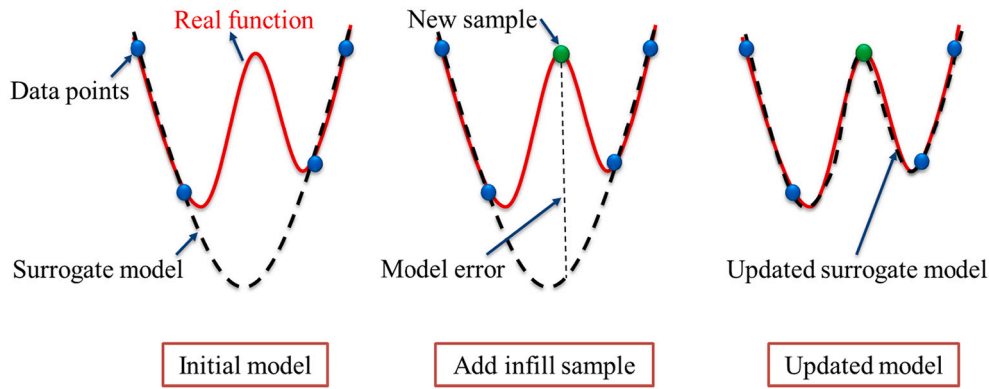 Real function
Data points
Surrogate model
Initial model
New sample
Model error
Add infill sample
Updated surrogate model
Updated model